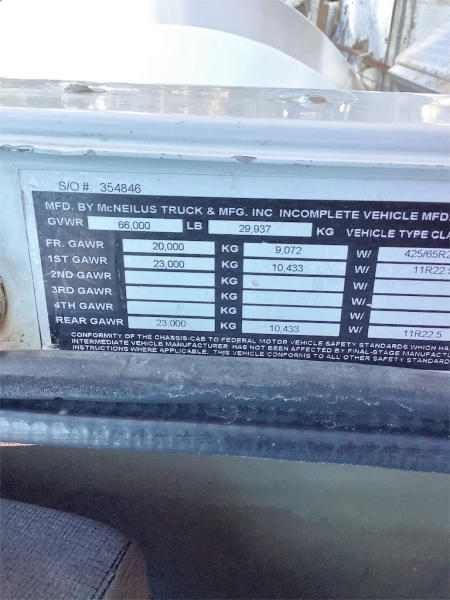 S/O # 354846
MFD. BY McNEILUS TRUCK & MFG. INC INCOMPLETE VEHICLE MFD.
GVWR 66,000 LB 29,937 KG VEHICLE TYPE CLA
FR. GAWR 20,000 KG 9,072 W/ 425/65R2
1ST GAWR 23,000 KG 10,433 W/ 11R22.5
2ND GAWR KG W/
3RD GAWR KG W/
4TH GAWR KG W/
REAR GAWR 23,000 KG 10,433 W/ 11R22.5
CONFORMITY OF THE CHASSIS-CAB TO FEDERAL MOTOR VEHICLE SAFETY STANDARDS WHICH HA
INTERMEDIATE VEHICLE MANUFACTURER HAS NOT BEEN AFFECTED BY FINAL-STAGE MANUFACTU
INSTRUCTIONS WHERE APPLICABLE. THIS VEHICLE CONFORMS TO ALL OTHER SAFETY STANDARD